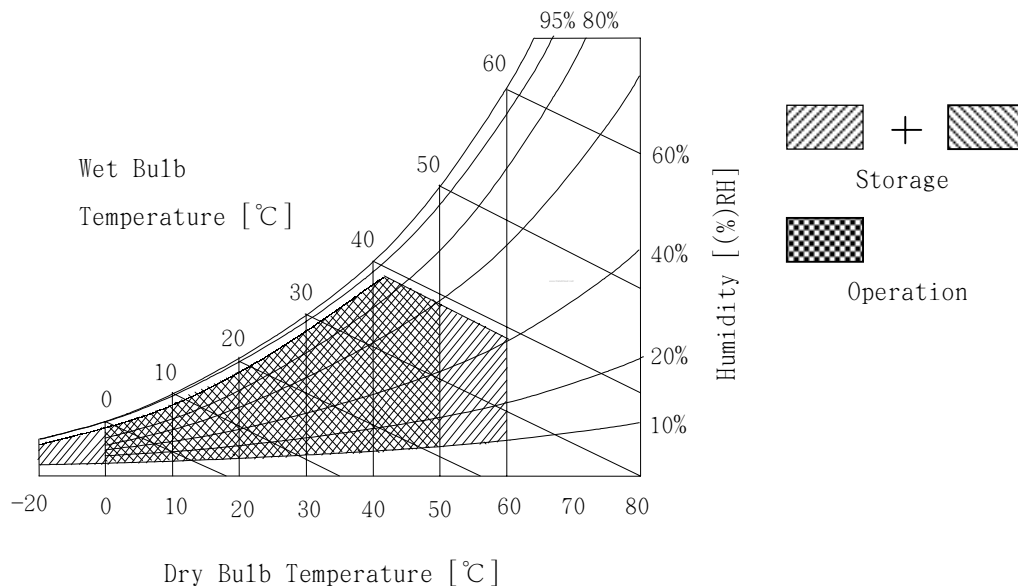 95% 80%
60
50
Wet Bulb
Temperature [℃]
40
30
20
10
0
60%
40%
20%
10%
Humidity [(%)RH]
-20 0 10 20 30 40 50 60 70 80
Dry Bulb Temperature [℃]
+
Storage
Operation